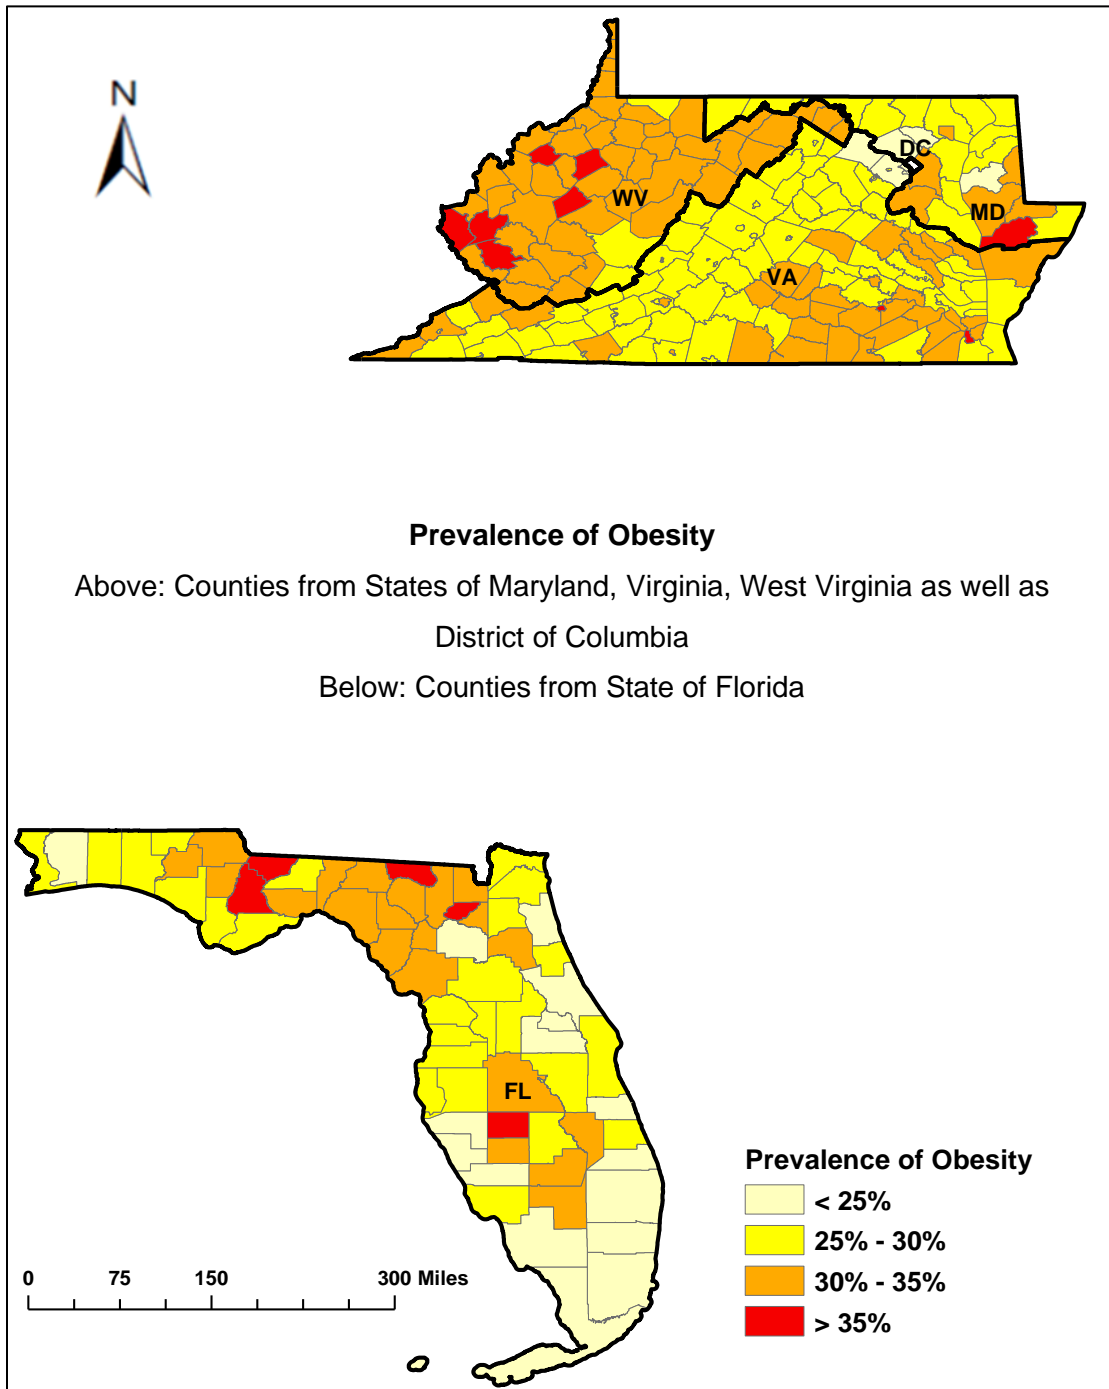 N
DC
WV
MD
VA
Prevalence of Obesity
Above: Counties from States of Maryland, Virginia, West Virginia as well as
District of Columbia
Below: Counties from State of Florida
FL
Prevalence of Obesity
< 25%
25% - 30%
30% - 35%
> 35%
0 75 150 300 Miles